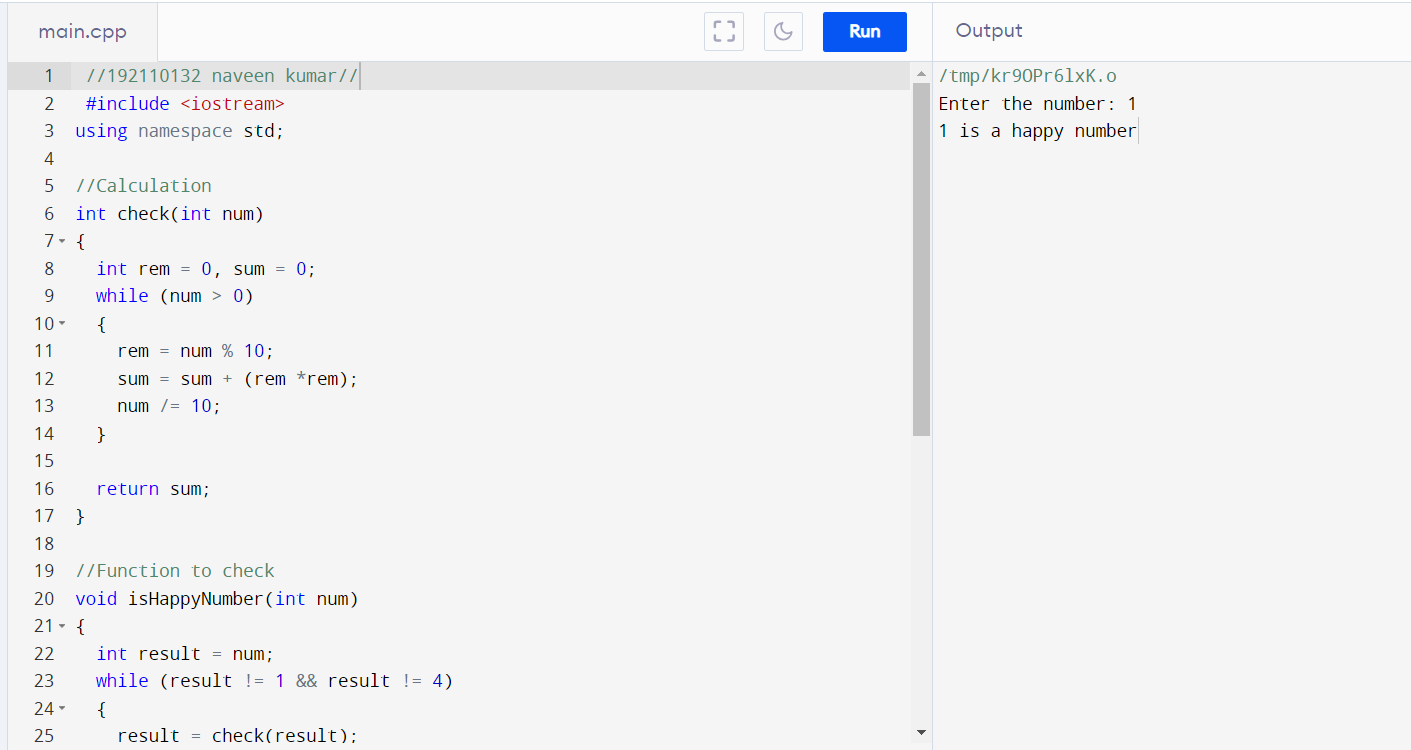 main.cpp
Run
Output
1 //192110132 naveen kumar//
2 #include <iostream>
3 using namespace std;
4
5 //Calculation
6 int check(int num)
7 {
8 int rem = 0, sum = 0;
9 while (num > 0)
10 {
11 rem = num % 10;
12 sum = sum + (rem *rem);
13 num /= 10;
14 }
15
16 return sum;
17 }
18
19 //Function to check
20 void isHappyNumber(int num)
21 {
22 int result = num;
23 while (result != 1 && result != 4)
24 {
25 result = check(result);
/tmp/kr9OPr6lxK.o
Enter the number: 1
1 is a happy number